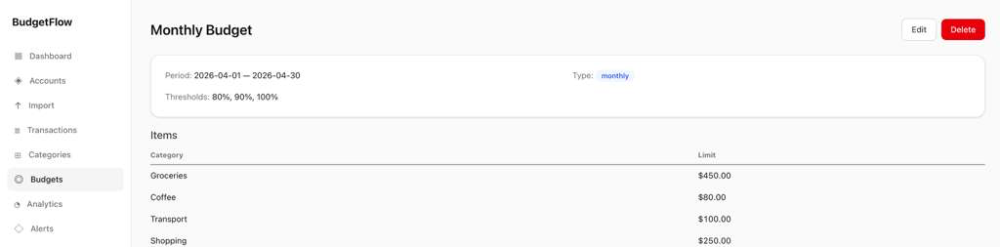 BudgetFlow
Dashboard
Accounts
Import
Transactions
Categories
Budgets
Analytics
Alerts
Monthly Budget
Edit
Delete
Period: 2026-04-01 — 2026-04-30
Type: monthly
Thresholds: 80%, 90%, 100%
Items
Category Limit
Groceries $450.00
Coffee $80.00
Transport $100.00
Shopping $250.00